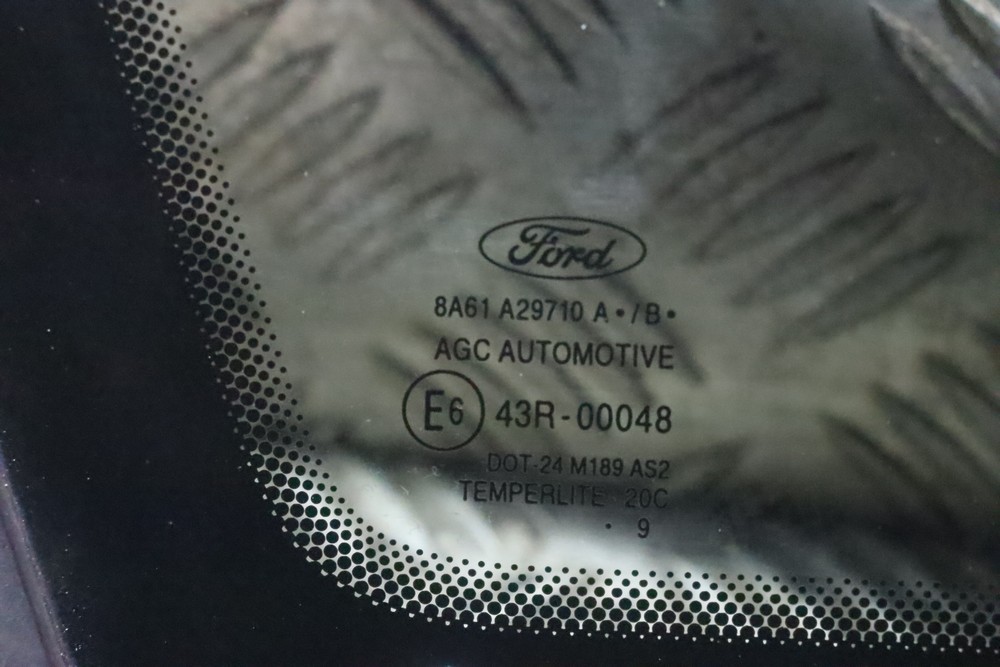 Ford
8A61 A29710 A•/B•
AGC AUTOMOTIVE
E6 43R-00048
DOT-24 M189 AS2
TEMPERLITE 20C
· 9